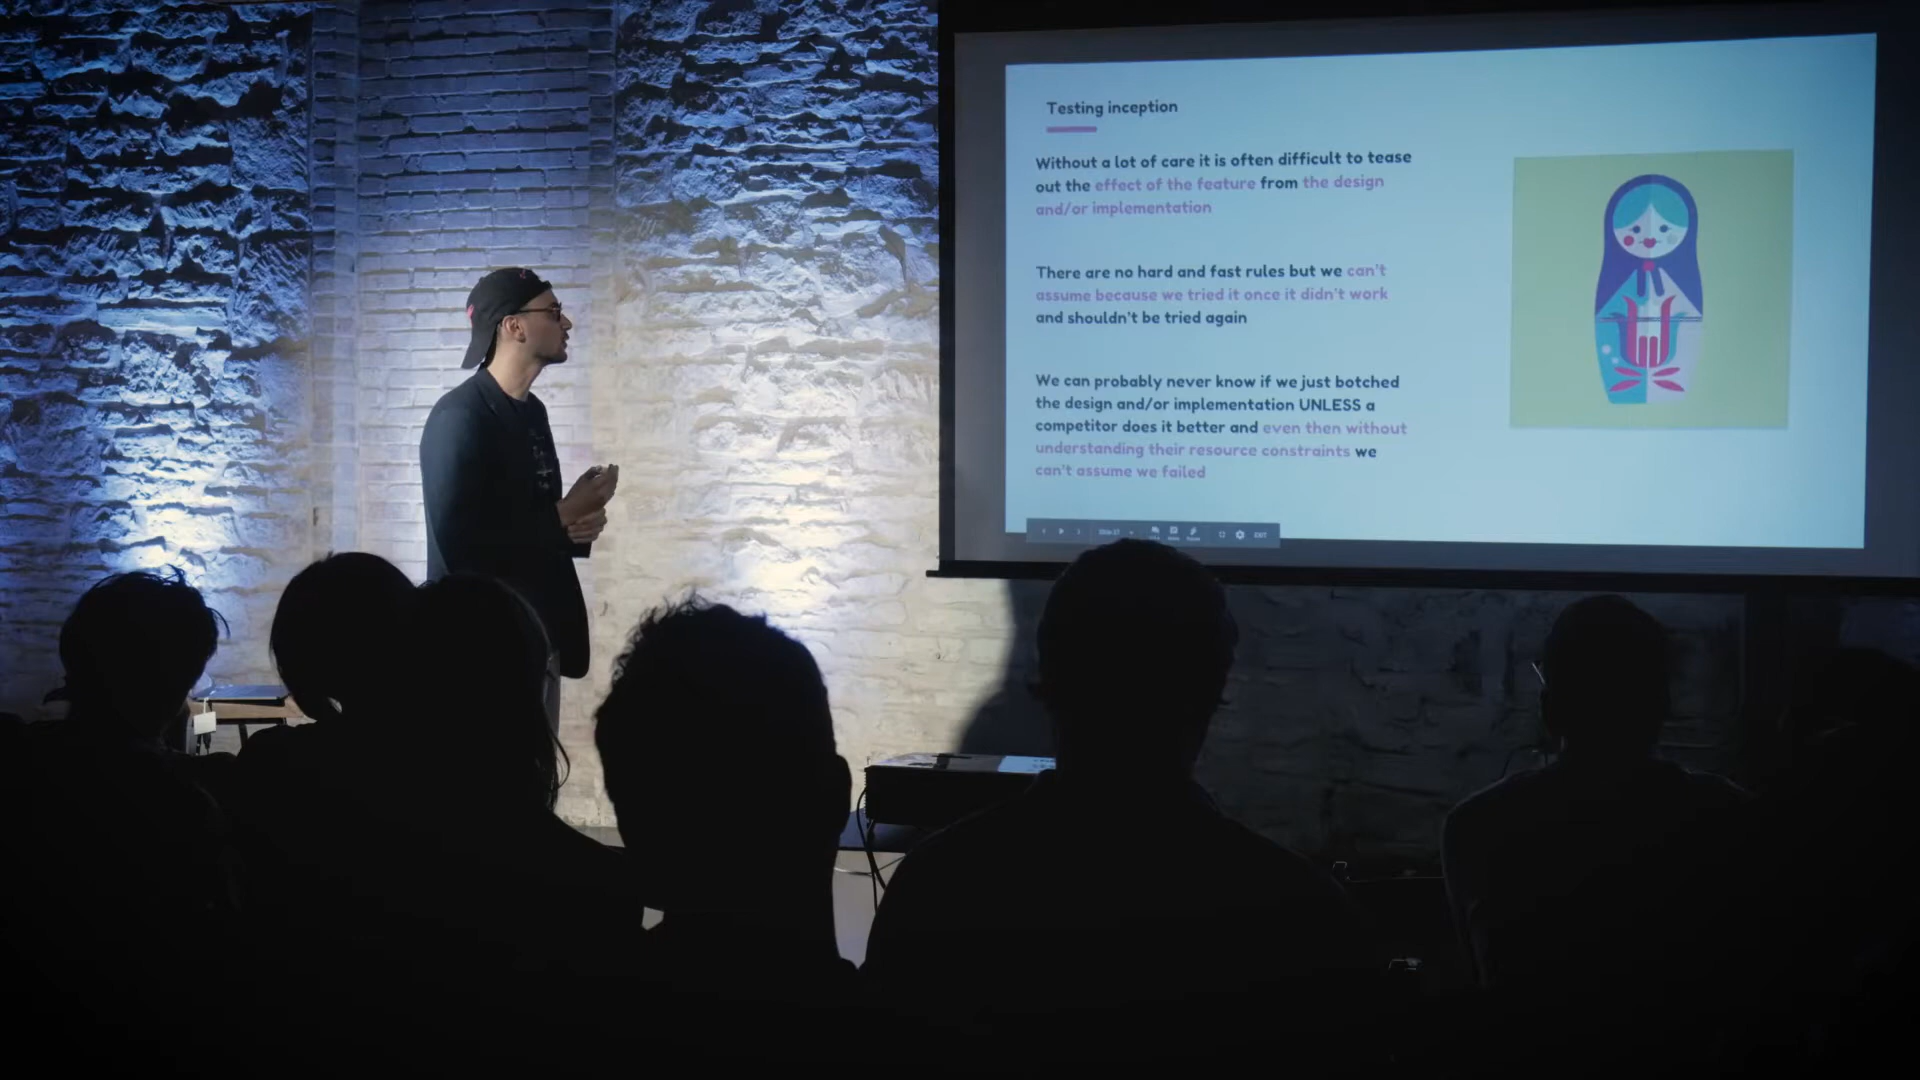 Testing inception
Without a lot of care it is often difficult to tease
out the effect of the feature from the design
and/or implementation
There are no hard and fast rules but we can't
assume because we tried it once it didn't work
and shouldn't be tried again
We can probably never know if we just botched
the design and/or implementation UNLESS a
competitor does it better and even then without
understanding their resource constraints we
can't assume we failed
EXIT